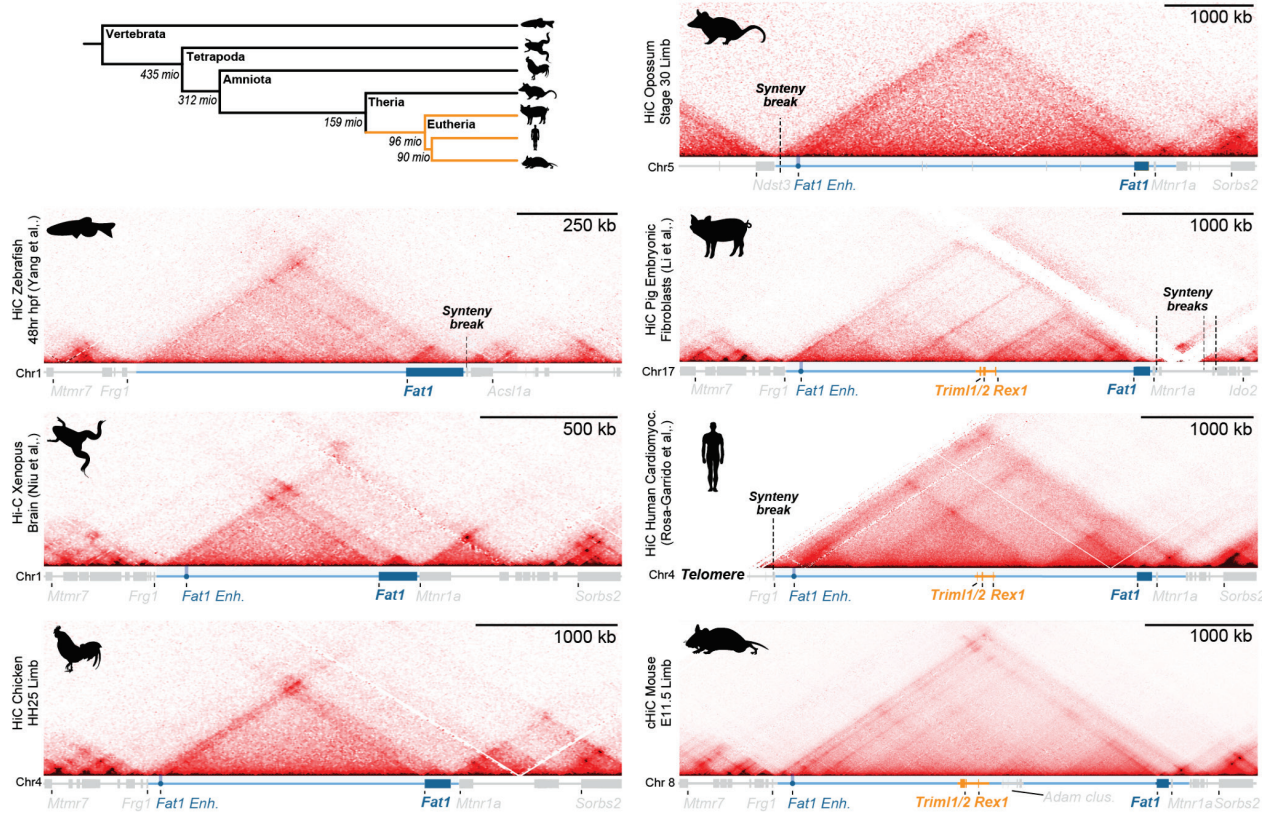 Vertebrata
Tetrapoda
435 mio
Amniota
312 mio
Theria
159 mio
Eutheria
96 mio
90 mio
HiC Opossum
Stage 30 Limb
1000 kb
Synteny
break
Chr5
Ndst3 Fat1 Enh. Fat1 Mtnr1a Sorbs2
HiC Zebrafish
48hr hpf (Yang et al,.)
250 kb
Synteny
break
Chr1
Mtmr7 Frg1 Fat1 Acsl1a
HiC Pig Embryonic
Fibroblasts (Li et al,.)
1000 kb
Synteny
breaks
Chr17
Mtmr7 Frg1 Fat1 Enh. Triml1/2 Rex1 Fat1 Mtnr1a Ido2
Hi-C Xenopus
Brain (Niu et al,.)
500 kb
Chr1
Mtmr7 Frg1 Fat1 Enh. Fat1 Mtnr1a Sorbs2
HiC Human Cardiomyoc.
(Rosa-Garrido et al,.)
1000 kb
Synteny
break
Chr4 Telomere
Frg1 Fat1 Enh. Triml1/2 Rex1 Fat1 Mtnr1a Sorbs2
HiC Chicken
HH25 Limb
1000 kb
Chr4
Mtmr7 Frg1 Fat1 Enh. Fat1 Mtnr1a Sorbs2
cHiC Mouse
E11.5 Limb
1000 kb
Chr 8
Mtmr7 Frg1 Fat1 Enh. Triml1/2 Rex1 Adam clus. Fat1 Mtnr1a Sorbs2